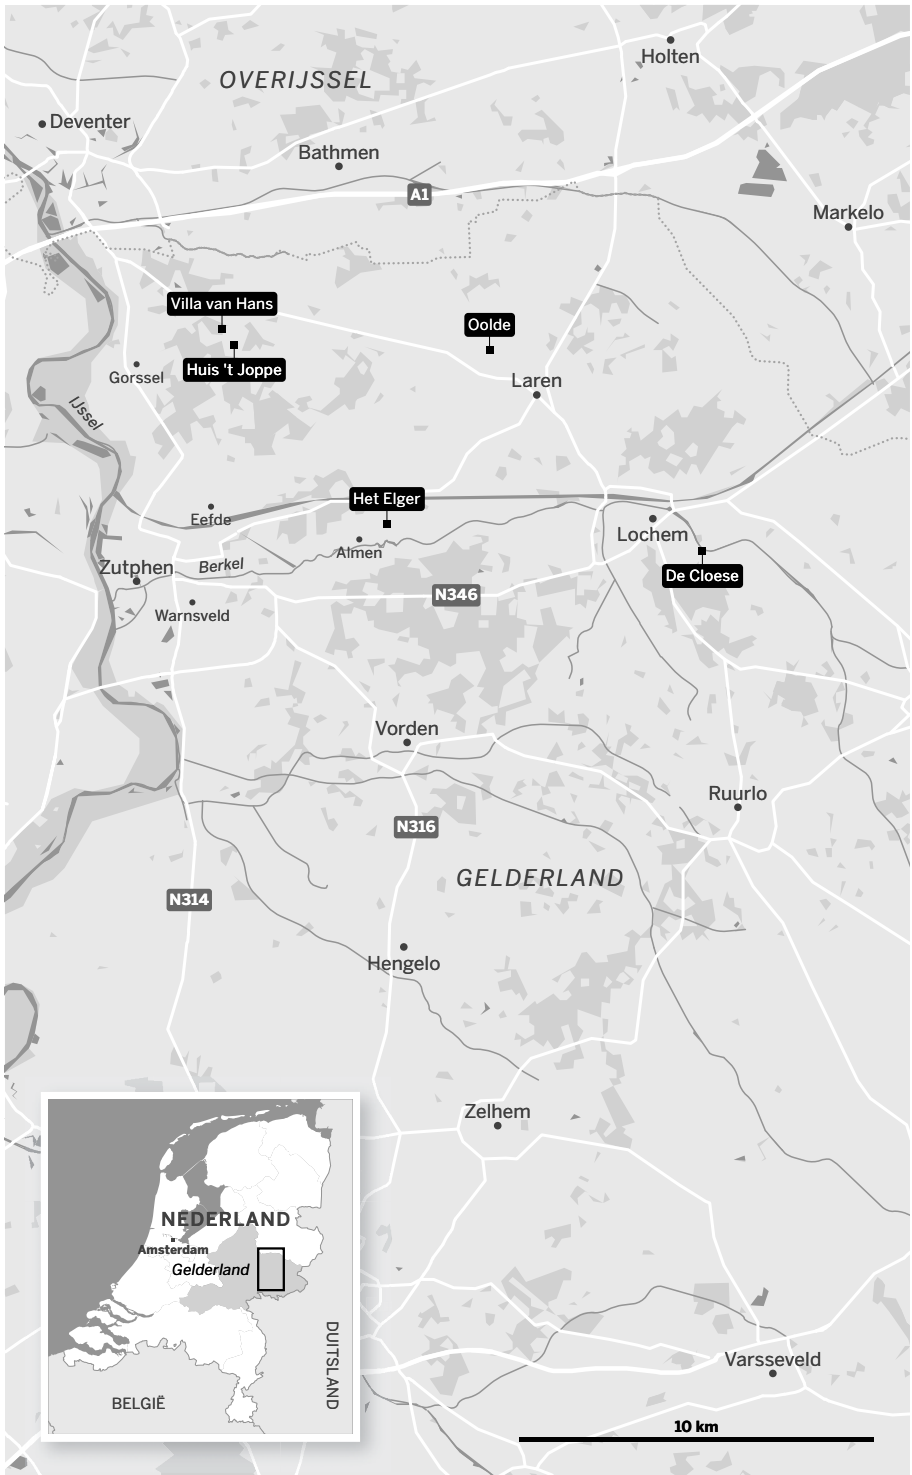 Holten
OVERIJSSEL
Deventer
Bathmen
A1
Markelo
Villa van Hans
Oolde
Huis 't Joppe
Gorssel
Laren
IJssel
Het Elger
Eefde
Lochem
Almen
Berkel
Zutphen
De Cloese
N346
Warnsveld
Vorden
Ruurlo
N316
GELDERLAND
N314
Hengelo
Zelhem
NEDERLAND
Amsterdam
Gelderland
DUITSLAND
BELGIË
Varsseveld
10 km